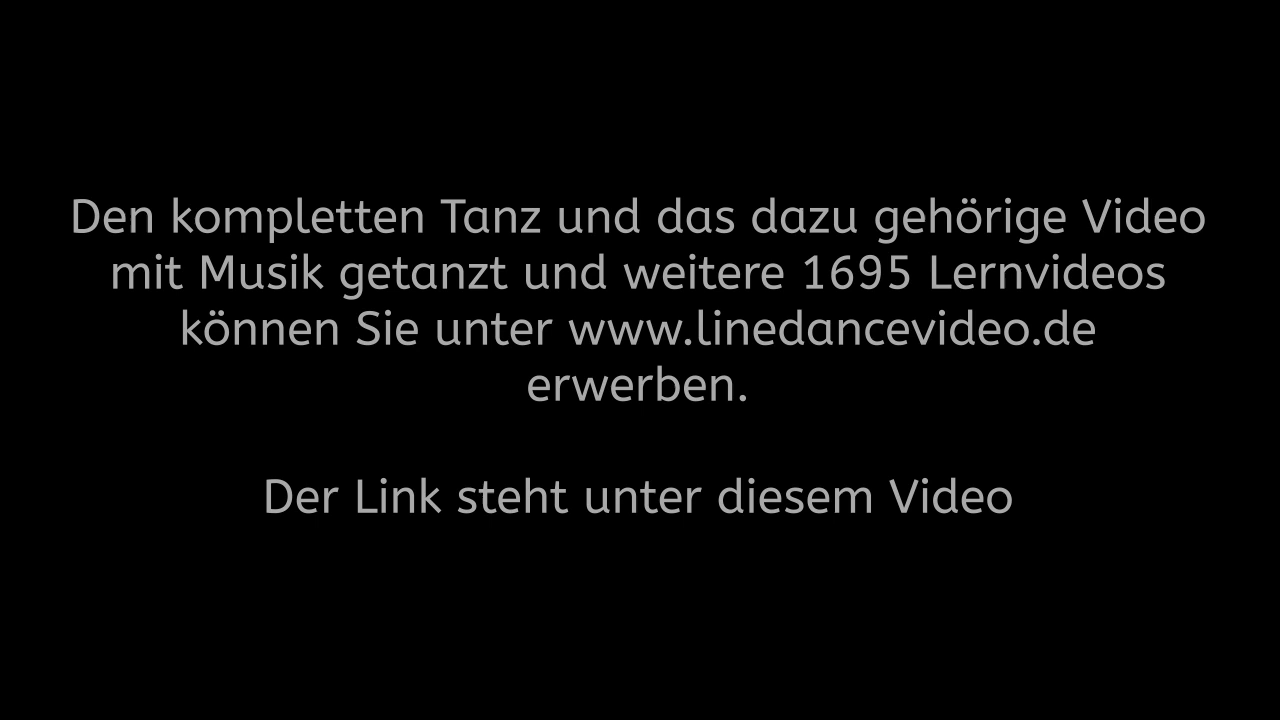 Den kompletten Tanz und das dazu gehörige Video
mit Musik getanzt und weitere 1695 Lernvideos
können Sie unter www.linedancevideo.de
erwerben.
Der Link steht unter diesem Video